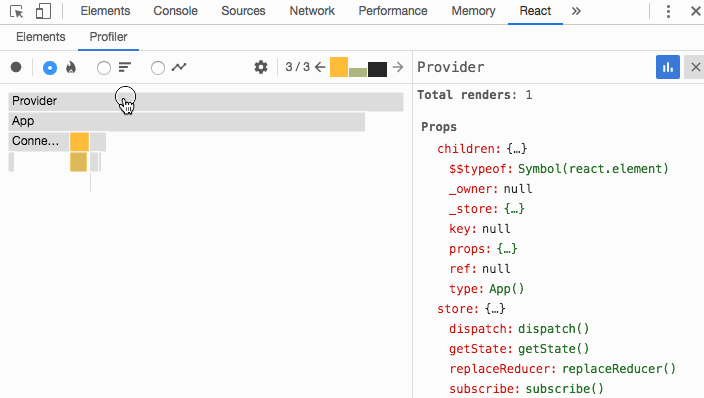 Elements Console Sources Network Performance Memory React »
Elements Profiler
3 / 3
Provider
App
Conne…
Provider
Total renders: 1
Props
children: {…}
$$typeof: Symbol(react.element)
_owner: null
_store: {…}
key: null
props: {…}
ref: null
type: App()
store: {…}
dispatch: dispatch()
getState: getState()
replaceReducer: replaceReducer()
subscribe: subscribe()